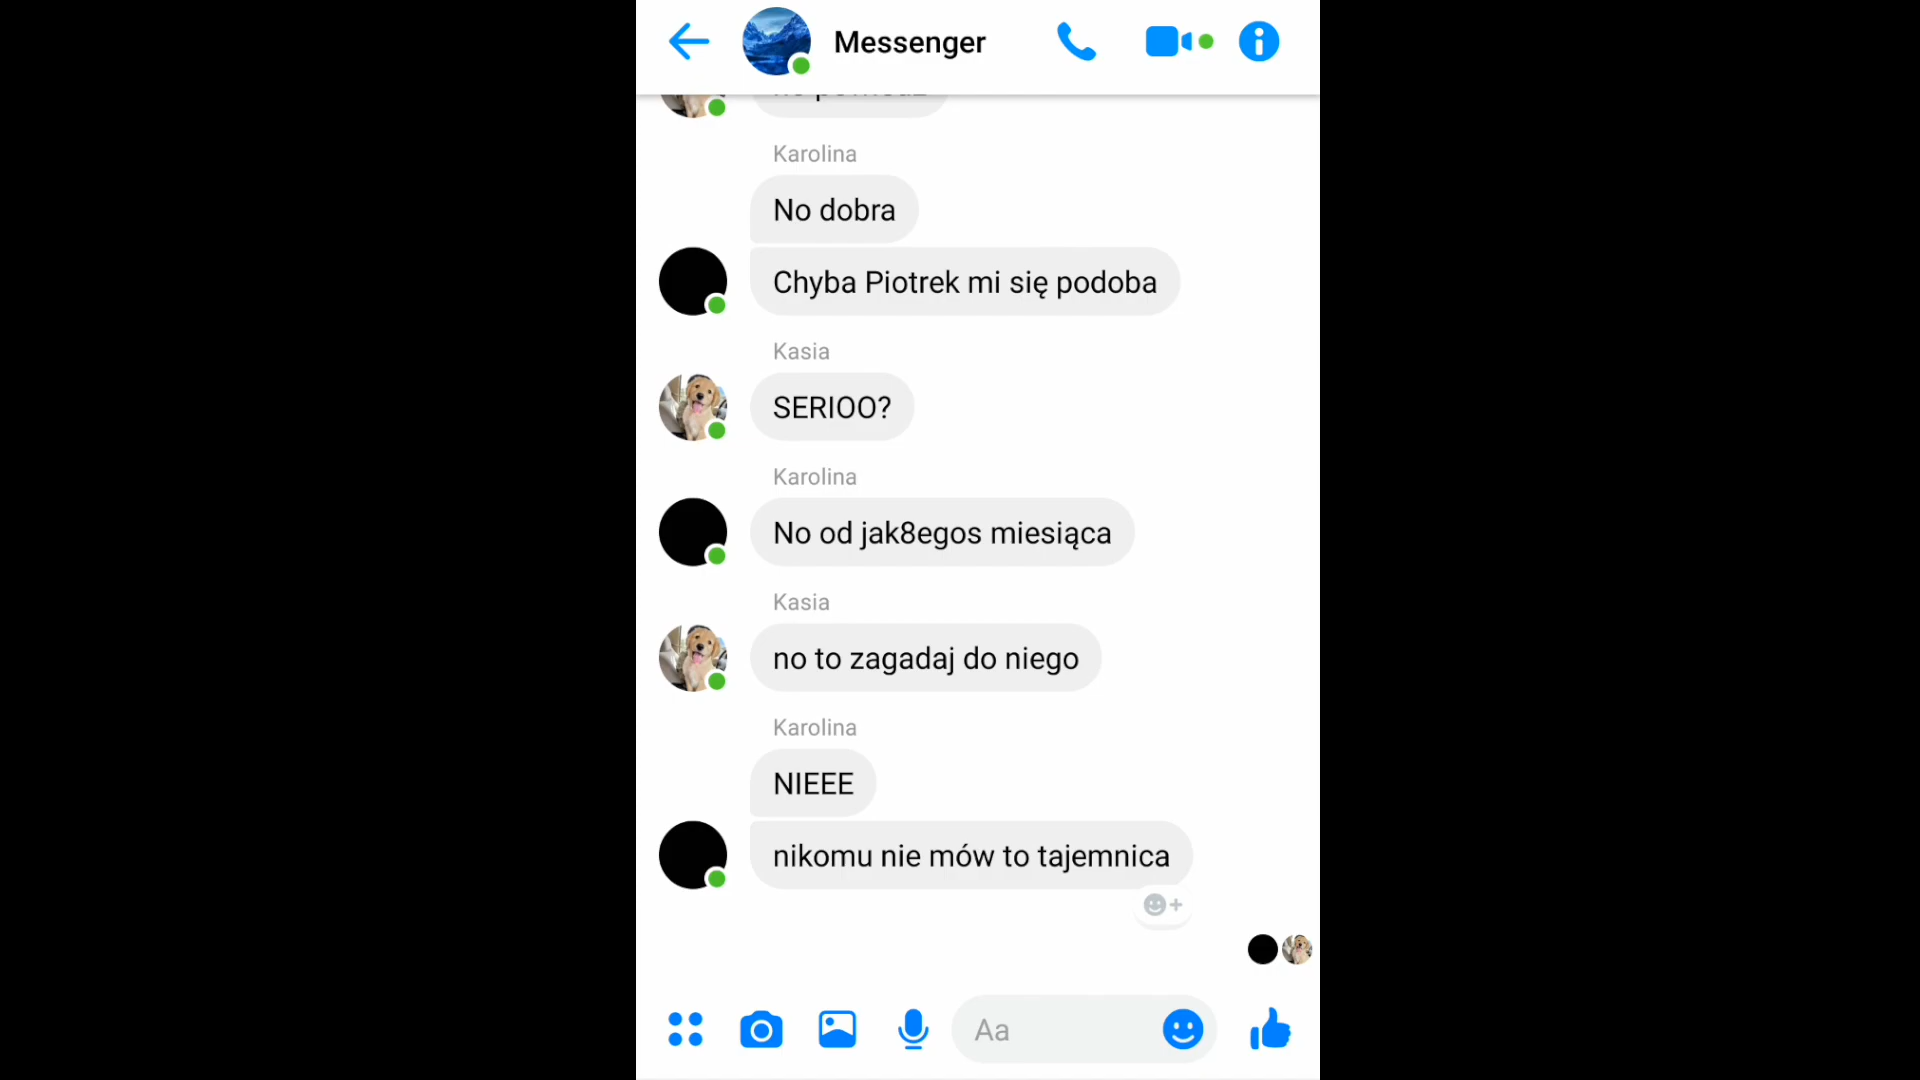 Messenger
Karolina
No dobra
Chyba Piotrek mi się podoba
Kasia
SERIOO?
Karolina
No od jak8egos miesiąca
Kasia
no to zagadaj do niego
Karolina
NIEEE
nikomu nie mów to tajemnica
Aa